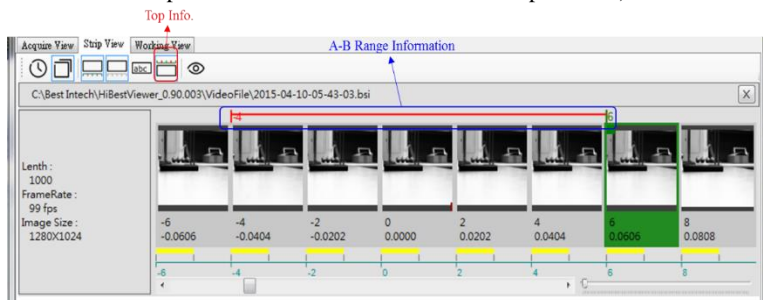 Top Info.
Acquire View Strip View Working View
A-B Range Information
abc
C:\Best Intech\HiBestViewer_0.90.003\VideoFile\2015-04-10-05-43-03.bsi
X
-4 6
Lenth :
1000
FrameRate :
99 fps
Image Size :
1280X1024
-6 -4 -2 0 2 4 6 8
-0.0606 -0.0404 -0.0202 0.0000 0.0202 0.0404 0.0606 0.0808
-6 -4 -2 0 2 4 6 8